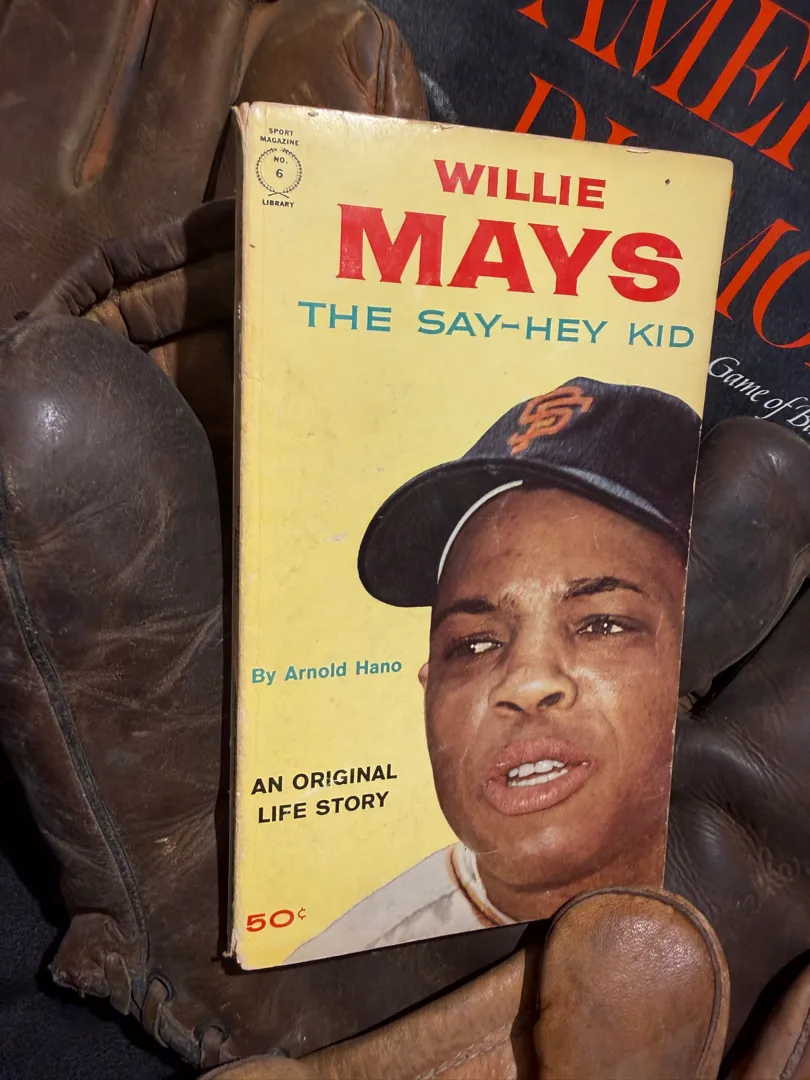 SPORT
MAGAZINE
NO.
6
LIBRARY
WILLIE
MAYS
THE SAY-HEY KID
SF
By Arnold Hano
AN ORIGINAL
LIFE STORY
50¢
Game of